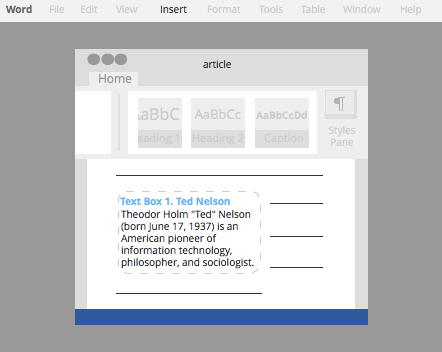 Word File Edit View Insert Format Tools Table Window Help
article
Home
AaBbC AaBbCc AaBbCcDd ¶
eading 1 Heading 2 Caption Styles
Pane
Text Box 1. Ted Nelson
Theodor Holm "Ted" Nelson
(born June 17, 1937) is an
American pioneer of
information technology,
philosopher, and sociologist.